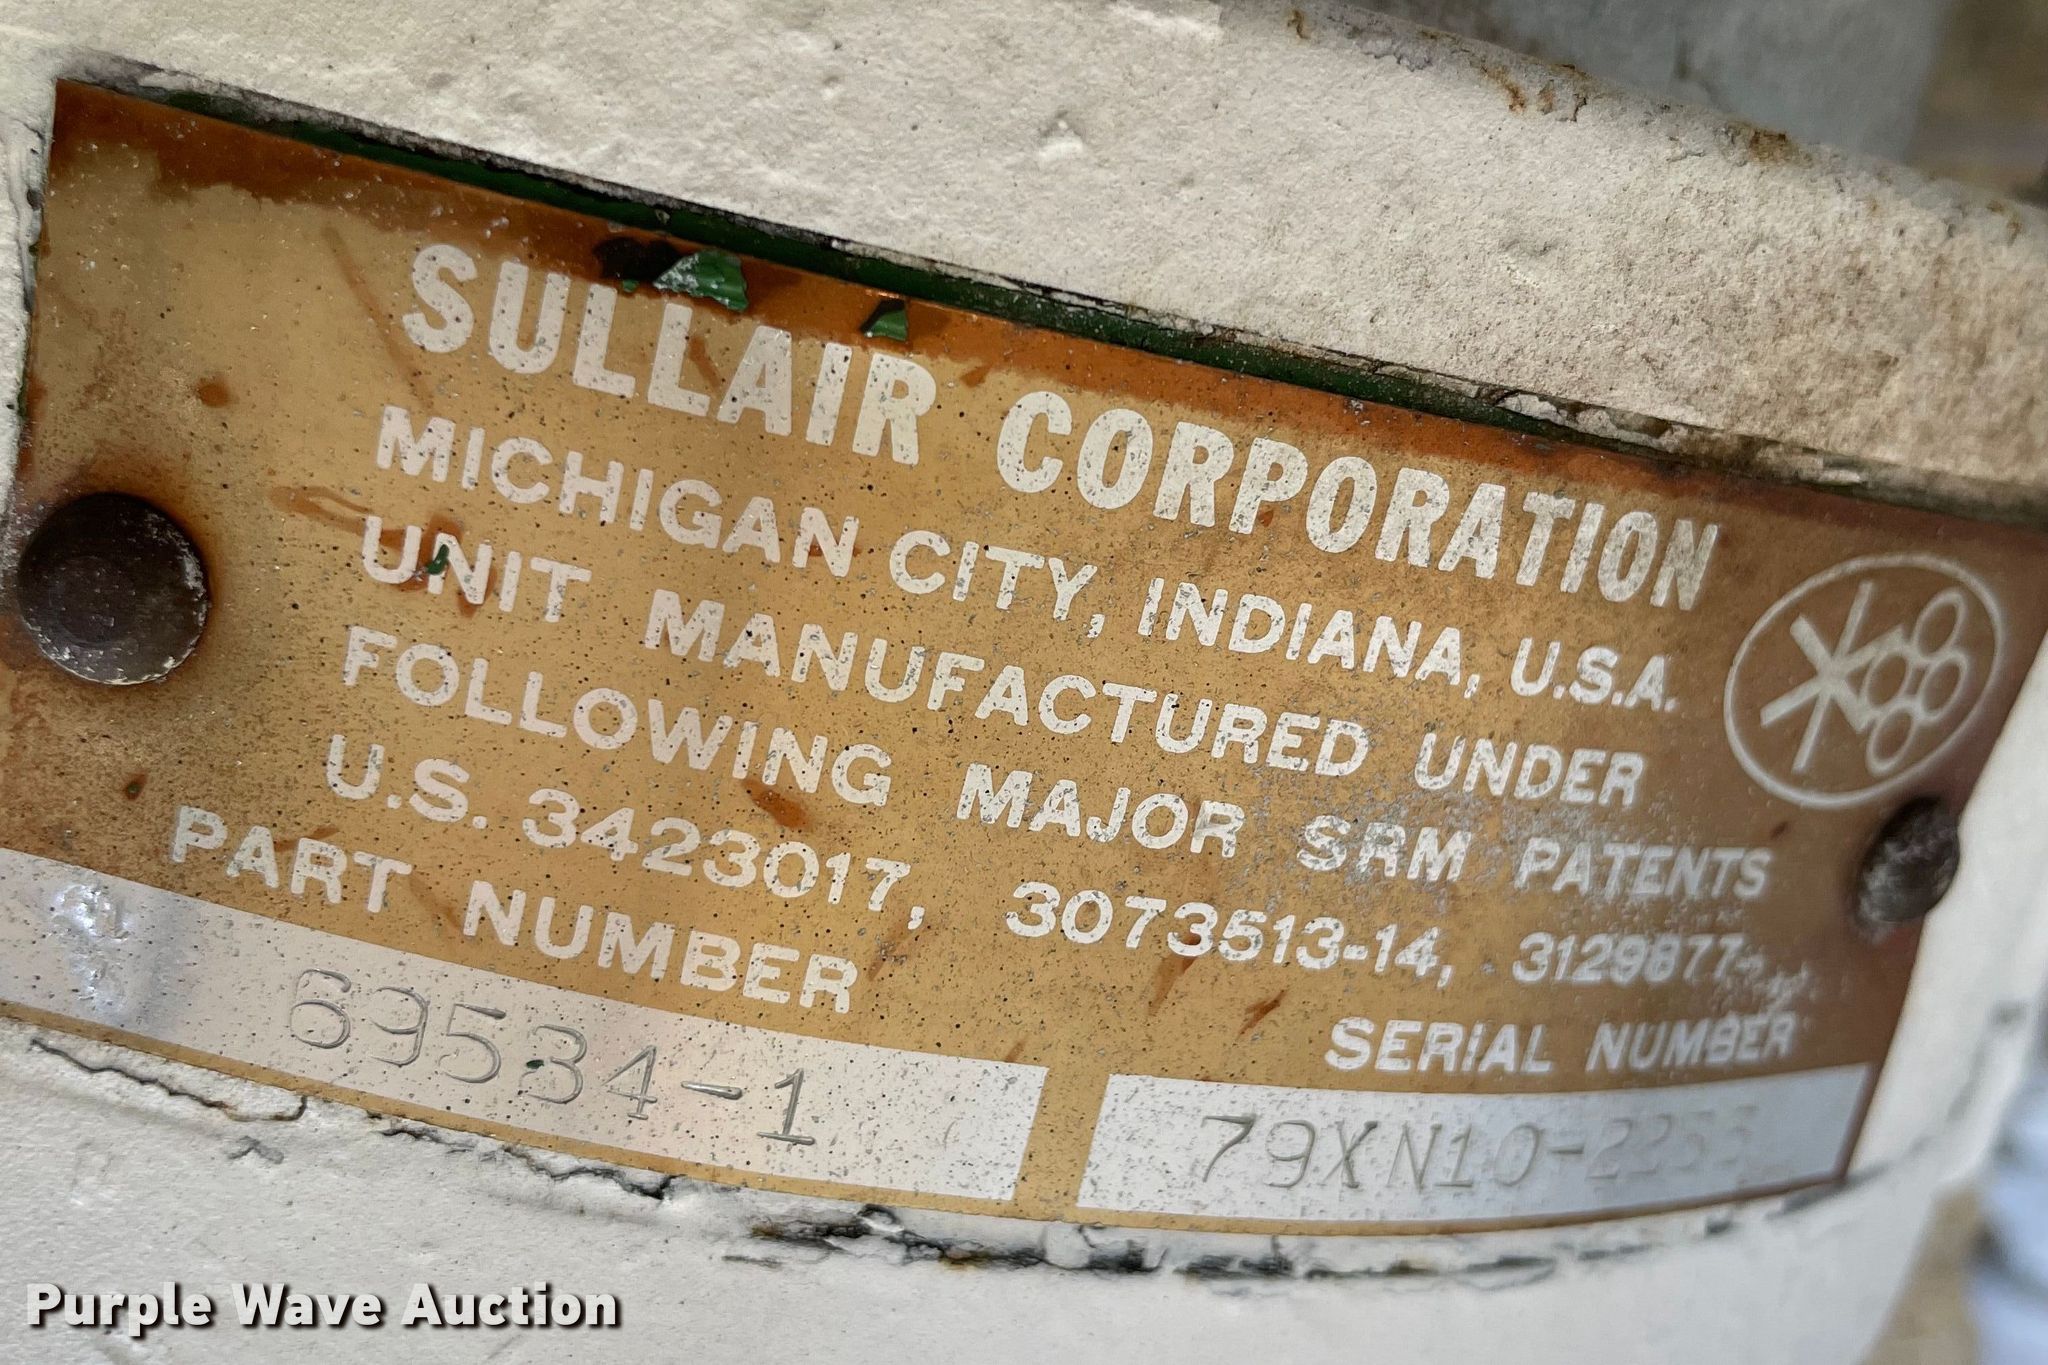 SULLAIR CORPORATION
MICHIGAN CITY, INDIANA, U.S.A.
UNIT MANUFACTURED UNDER
FOLLOWING MAJOR SRM PATENTS
U.S. 3423017, 3073513-14, 3129877-
PART NUMBER SERIAL NUMBER
69534-1
Purple Wave Auction